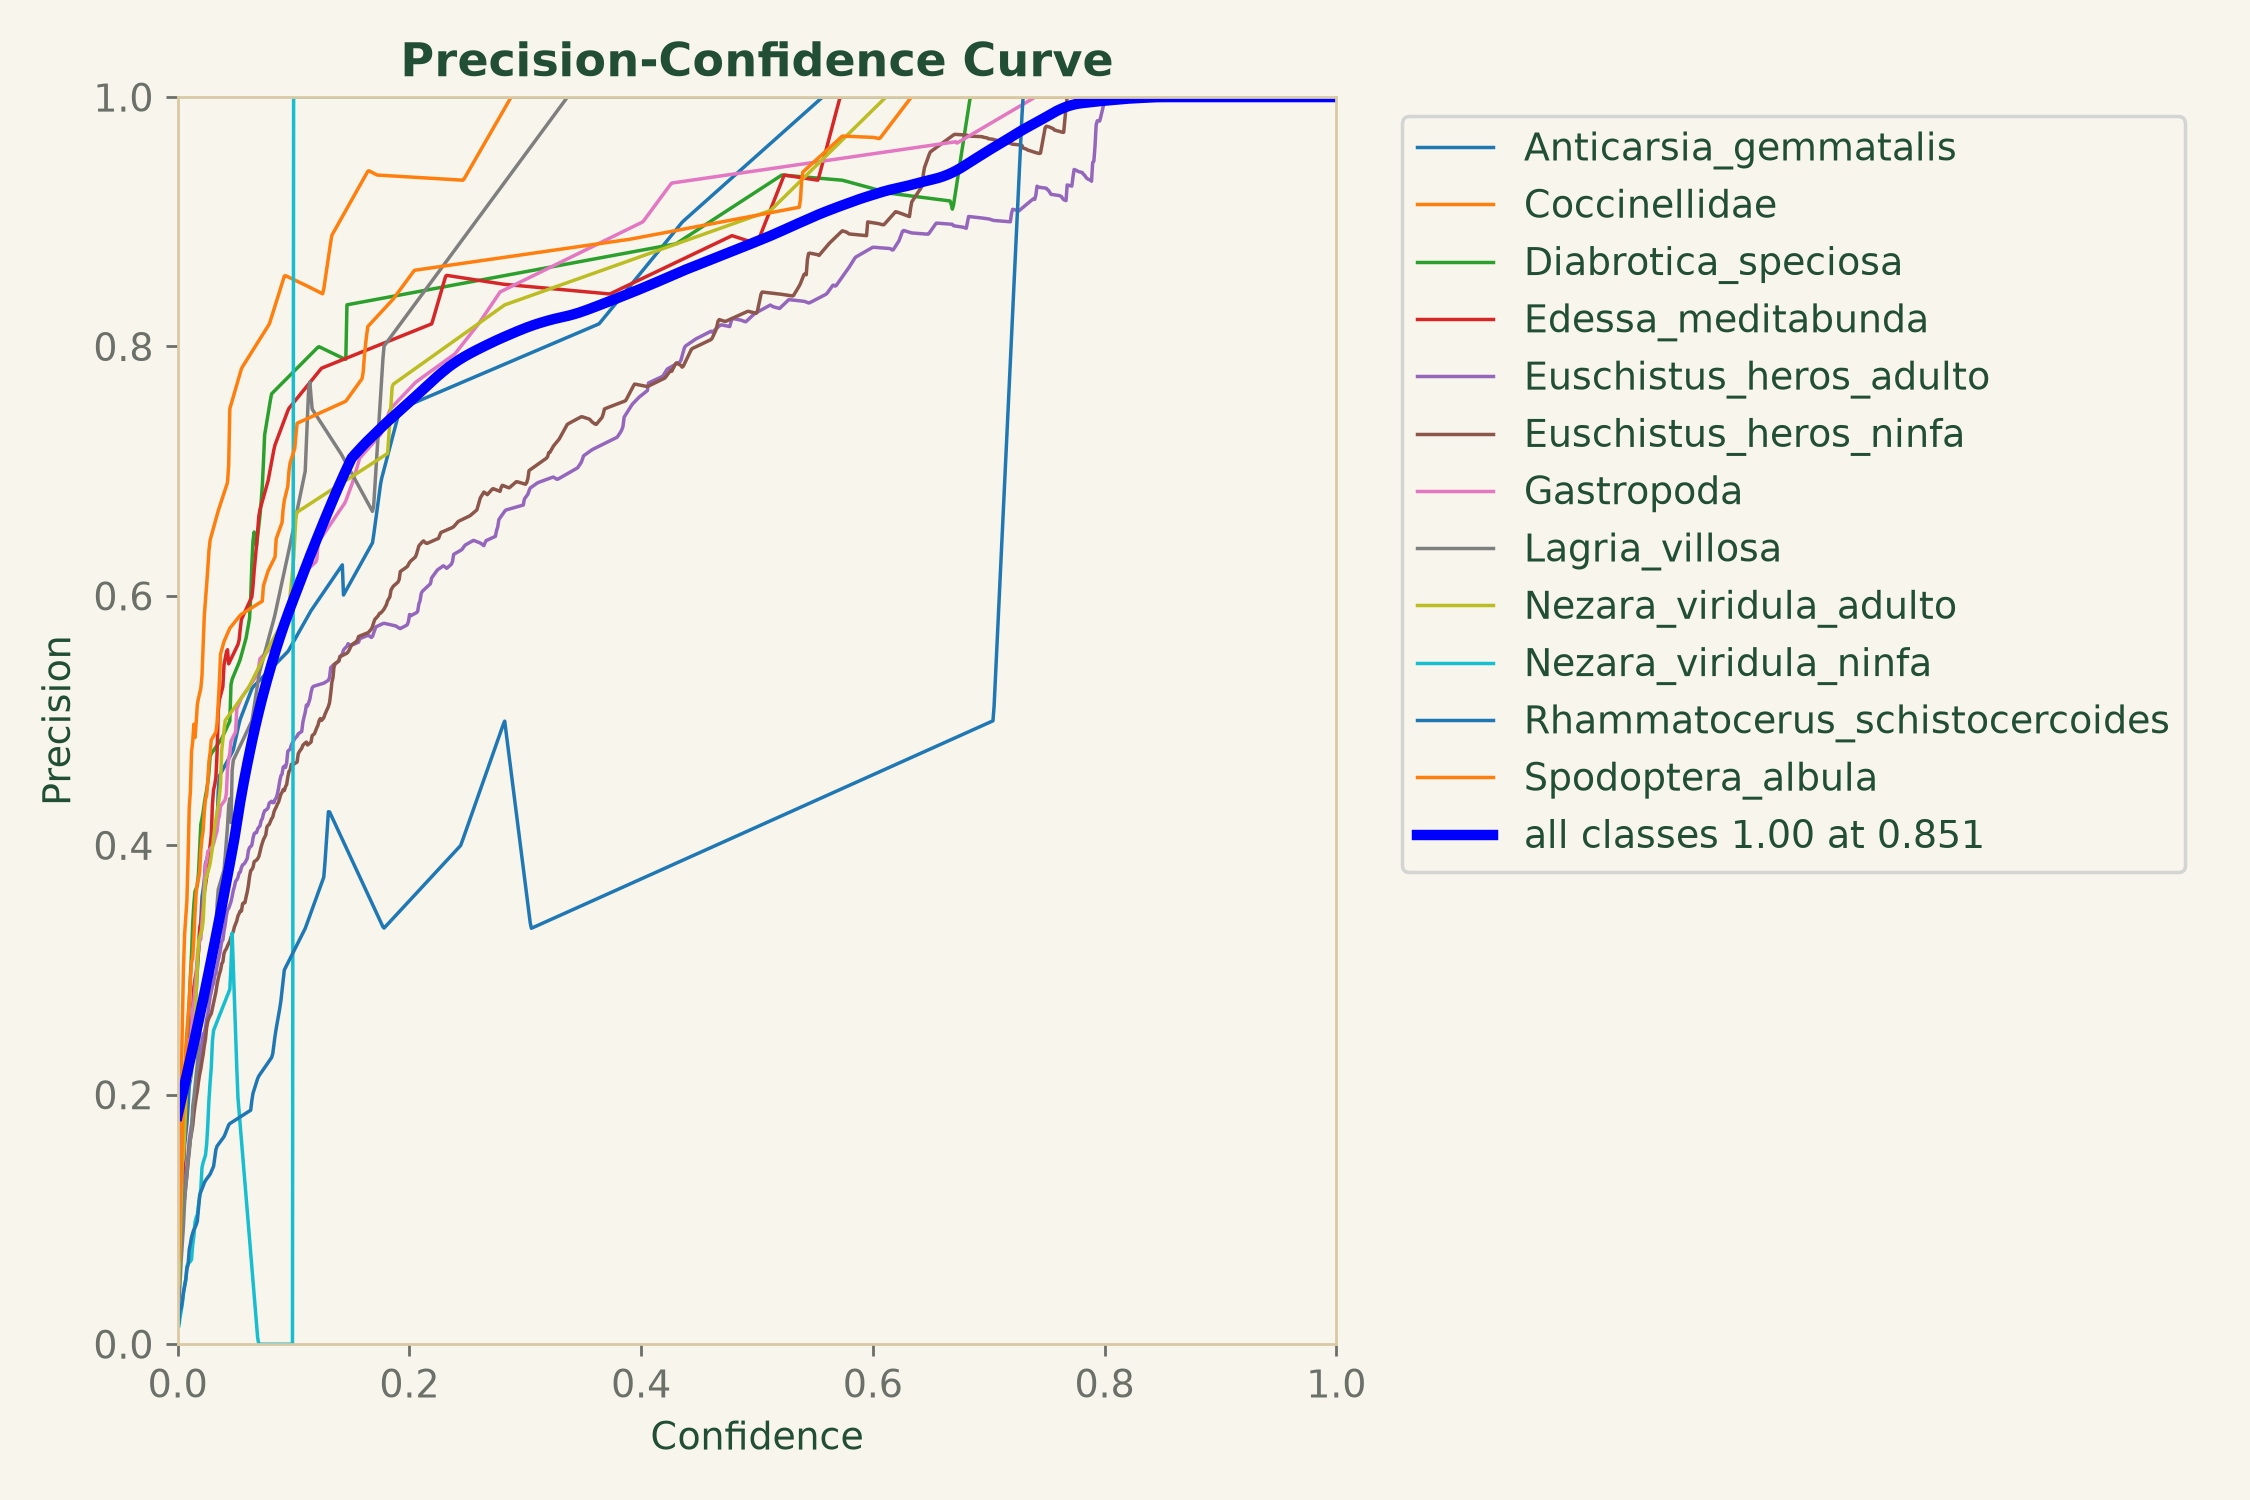 Precision-Confidence Curve
1.0
0.8
0.6
0.4
0.2
0.0
Precision
0.0 0.2 0.4 0.6 0.8 1.0
Confidence
Anticarsia_gemmatalis
Coccinellidae
Diabrotica_speciosa
Edessa_meditabunda
Euschistus_heros_adulto
Euschistus_heros_ninfa
Gastropoda
Lagria_villosa
Nezara_viridula_adulto
Nezara_viridula_ninfa
Rhammatocerus_schistocercoides
Spodoptera_albula
all classes 1.00 at 0.851